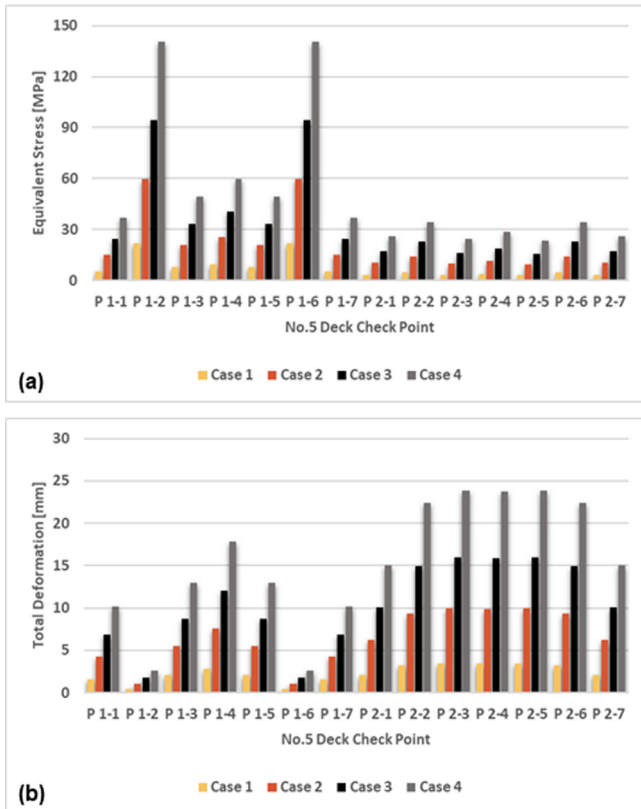 150
120
90
60
30
0
Equivalent Stress [MPa]
P 1-1 P 1-2 P 1-3 P 1-4 P 1-5 P 1-6 P 1-7 P 2-1 P 2-2 P 2-3 P 2-4 P 2-5 P 2-6 P 2-7
No.5 Deck Check Point
(a)
Case 1 Case 2 Case 3 Case 4
30
25
20
15
10
5
0
Total Deformation [mm]
P 1-1 P 1-2 P 1-3 P 1-4 P 1-5 P 1-6 P 1-7 P 2-1 P 2-2 P 2-3 P 2-4 P 2-5 P 2-6 P 2-7
No.5 Deck Check Point
(b)
Case 1 Case 2 Case 3 Case 4